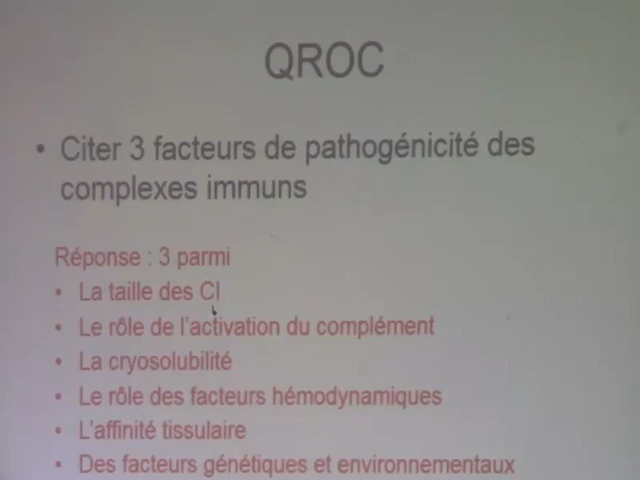 QROC
• Citer 3 facteurs de pathogénicité des
complexes immuns
Réponse : 3 parmi
• La taille des CI
• Le rôle de l'activation du complément
• La cryosolubilité
• Le rôle des facteurs hémodynamiques
• L'affinité tissulaire
• Des facteurs génétiques et environnementaux